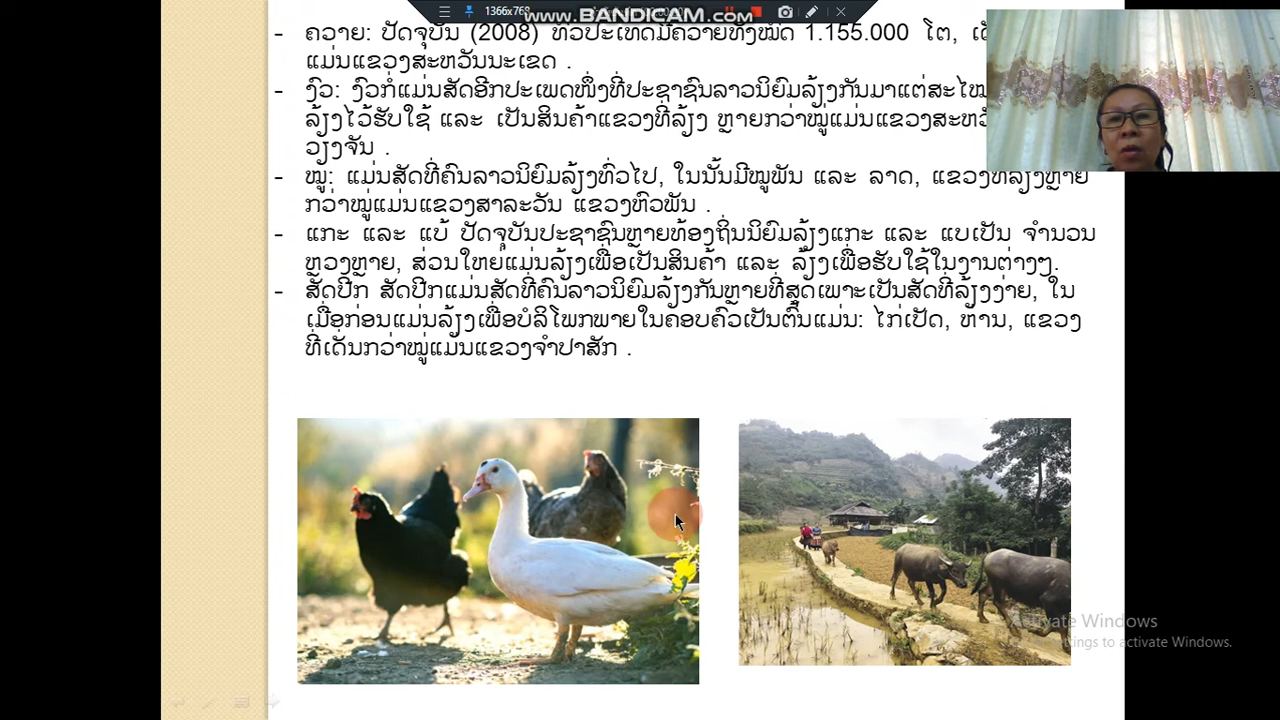 1366x768
www.BANDICAM.com
- ຄວາຍ: ປັດຈຸບັນ (2008) ທົ່ວປະເທດມີຄວາຍທັງໝົດ 1.155.000 ໂຕ,
ແມ່ນແຂວງສະຫວັນນະເຂດ .
- ງົວ: ງົວກໍ່ແມ່ນສັດອີກປະເພດໜຶ່ງທີ່ປະຊາຊົນລາວນິຍົມລ້ຽງກັນມາແຕ່ສະໄໝ
ລ້ຽງໄວ້ຮັບໃຊ້ ແລະ ເປັນສິນຄ້າແຂວງທີ່ລ້ຽງ ຫຼາຍກວ່າໝູ່ແມ່ນແຂວງ
ວຽງຈັນ .
- ໝູ: ແມ່ນສັດທີ່ຄົນລາວນິຍົມລ້ຽງທົ່ວໄປ, ໃນນັ້ນມີໝູພັນ ແລະ ລາດ, ແຂວງທີ່ລ້ຽງຫຼາຍ
ກວ່າໝູ່ແມ່ນແຂວງສາລະວັນ ແຂວງຫົວພັນ .
- ແກະ ແລະ ແບ້ ປັດຈຸບັນປະຊາຊົນຫຼາຍທ້ອງຖິ່ນນິຍົມລ້ຽງແກະ ແລະ ແບເປັນ ຈຳນວນ
ຫຼວງຫຼາຍ, ສ່ວນໃຫຍ່ແມ່ນລ້ຽງເພື່ອເປັນສິນຄ້າ ແລະ ລ້ຽງເພື່ອຮັບໃຊ້ໃນງານຕ່າງໆ.
- ສັດປີກ ສັດປີກແມ່ນສັດທີ່ຄົນລາວນິຍົມລ້ຽງກັນຫຼາຍທີ່ສຸດເພາະເປັນສັດທີ່ລ້ຽງງ່າຍ, ໃນ
ເມື່ອກ່ອນແມ່ນລ້ຽງເພື່ອບໍລິໂພກພາຍໃນຄອບຄົວເປັນຕົ້ນແມ່ນ: ໄກ່ເປັດ, ຫ່ານ, ແຂວງ
ທີ່ເດັ່ນກວ່າໝູ່ແມ່ນແຂວງຈຳປາສັກ .
Activate Windows
to activate Windows.